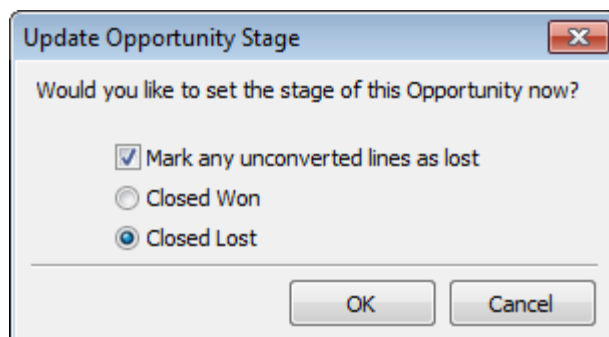 Update Opportunity Stage
Would you like to set the stage of this Opportunity now?
Mark any unconverted lines as lost
Closed Won
Closed Lost
OK Cancel